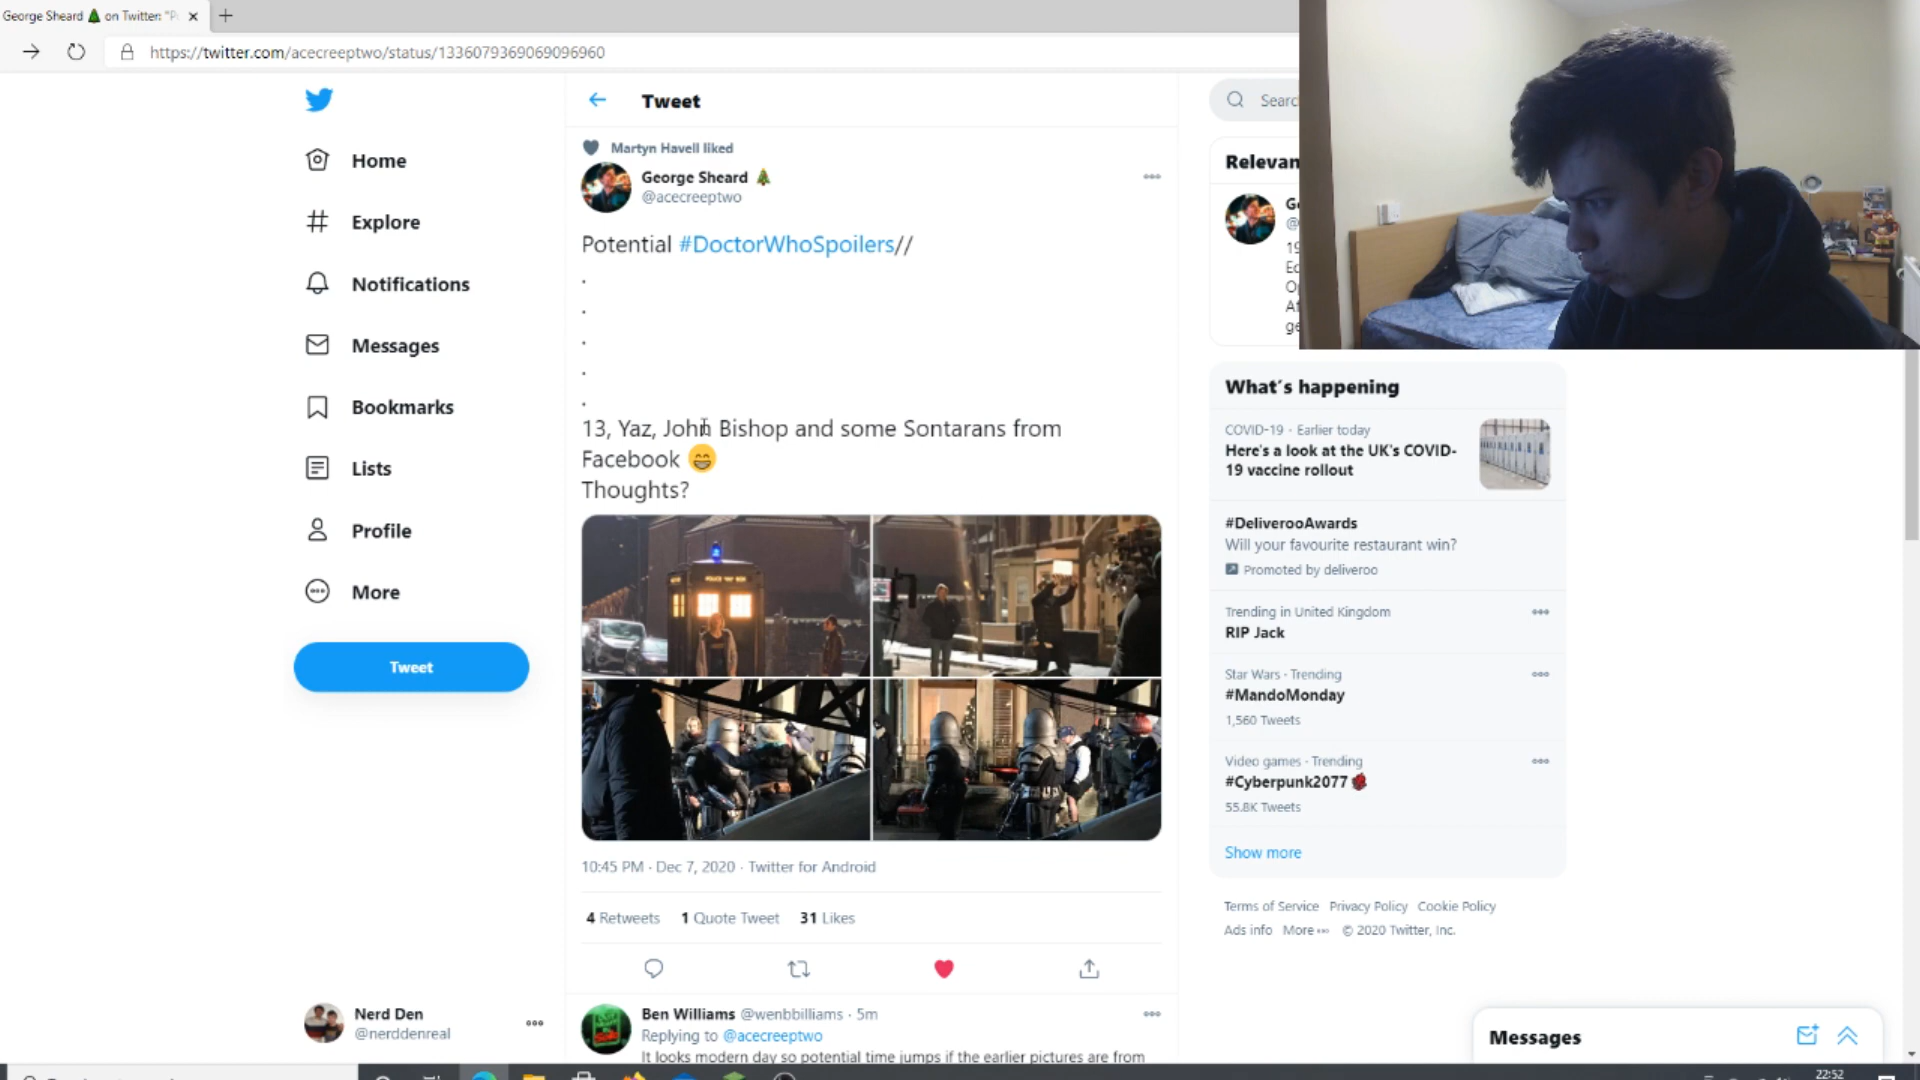 George Sheard 🎄 on Twitter: "P
https://twitter.com/acecreeptwo/status/1336079369069096960
Home
Explore
Notifications
Messages
Bookmarks
Lists
Profile
More
Tweet
Nerd Den
@nerddenreal
Tweet
Martyn Havell liked
George Sheard 🎄
@acecreeptwo
Potential #DoctorWhoSpoilers//
.
.
.
.
.
13, Yaz, John Bishop and some Sontarans from
Facebook 😁
Thoughts?
10:45 PM · Dec 7, 2020 · Twitter for Android
4 Retweets 1 Quote Tweet 31 Likes
Ben Williams @wenbbilliams · 5m
Replying to @acecreeptwo
It looks modern day so potential time jumps if the earlier pictures are from
Searc
Relevan
G
@
19
Ec
O
Af
ge
What's happening
COVID-19 · Earlier today
Here's a look at the UK's COVID-
19 vaccine rollout
#DeliverooAwards
Will your favourite restaurant win?
Promoted by deliveroo
Trending in United Kingdom
RIP Jack
Star Wars · Trending
#MandoMonday
1,560 Tweets
Video games · Trending
#Cyberpunk2077
55.8K Tweets
Show more
Terms of Service Privacy Policy Cookie Policy
Ads info More © 2020 Twitter, Inc.
Messages
22:52